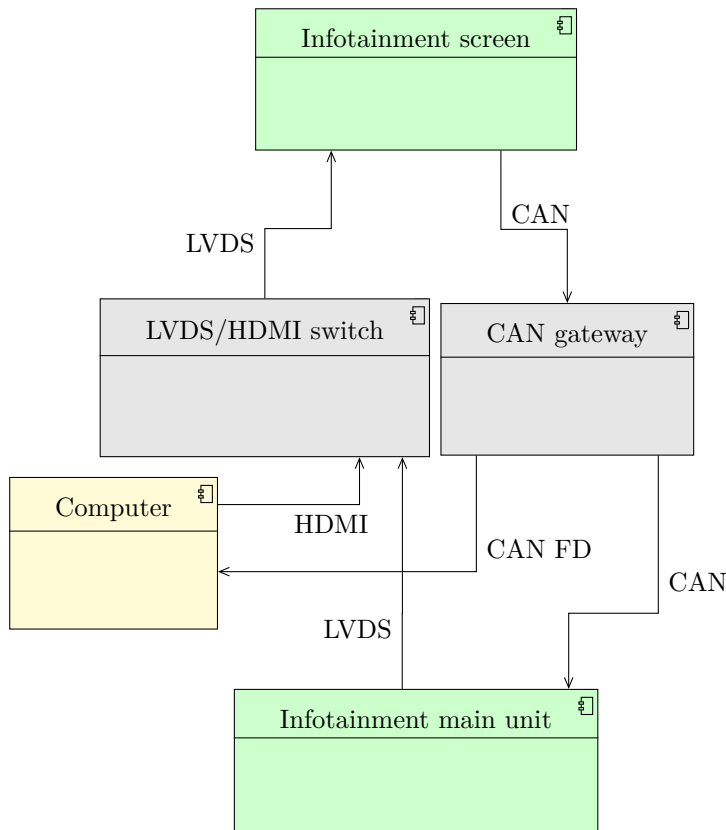 Infotainment screen
CAN
LVDS
LVDS/HDMI switch
CAN gateway
Computer
HDMI
CAN FD
CAN
LVDS
Infotainment main unit